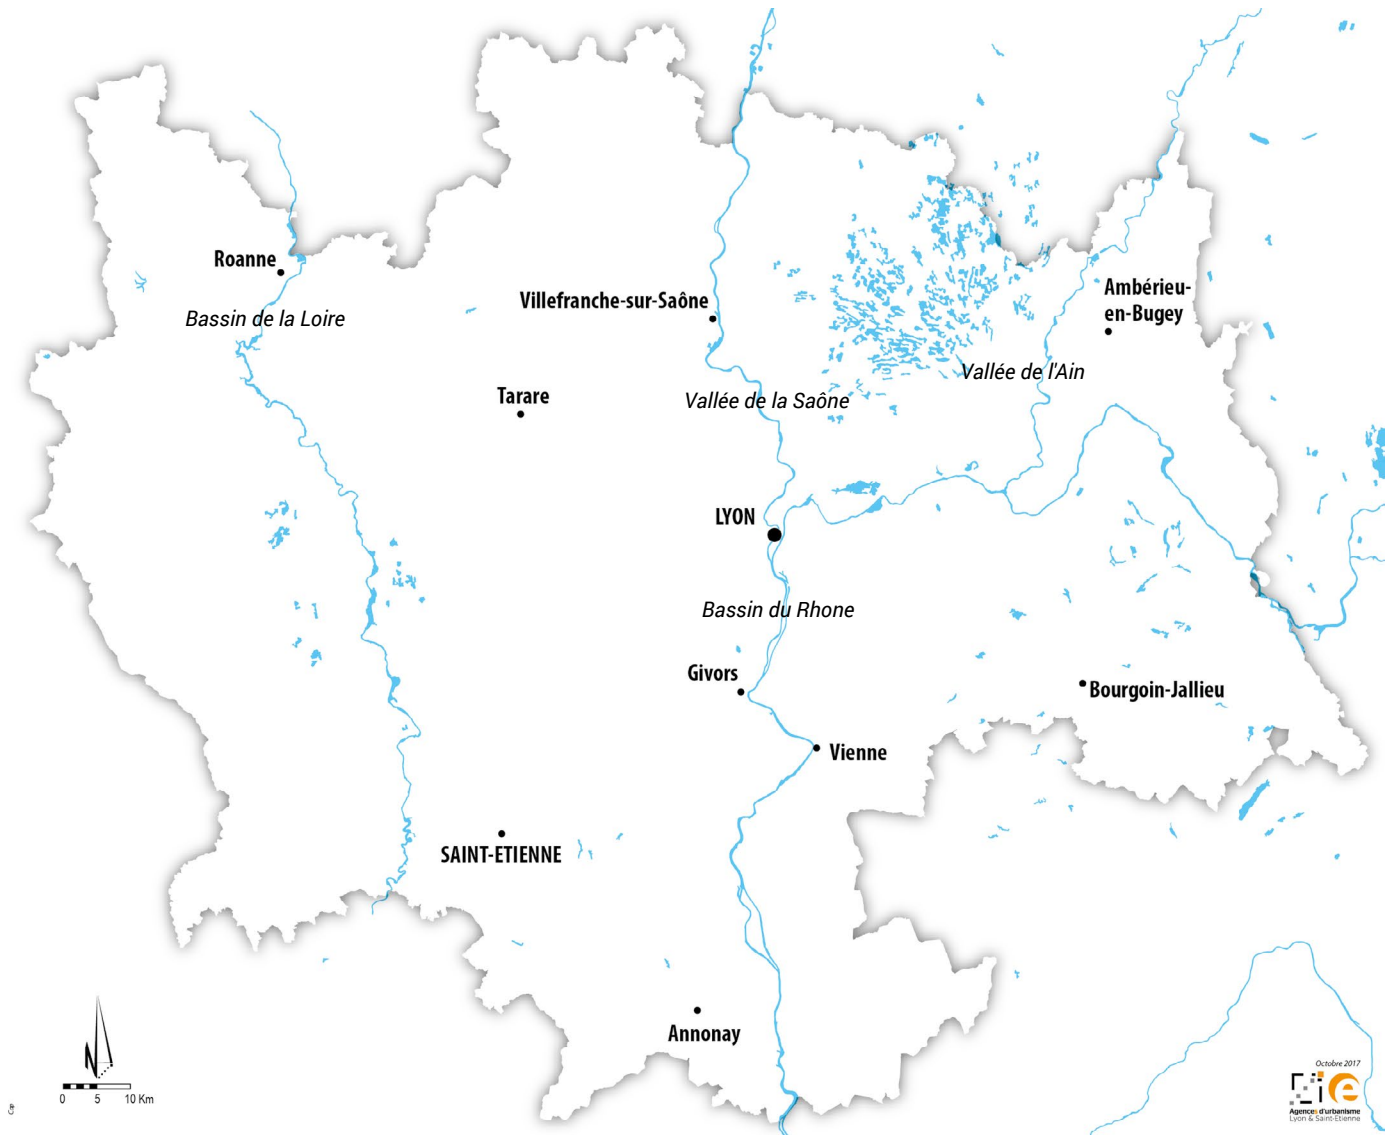 Roanne
Bassin de la Loire
Villefranche-sur-Saône
Ambérieu-
en-Bugey
Vallée de l'Ain
Tarare
Vallée de la Saône
LYON
Bassin du Rhone
Givors
Bourgoin-Jallieu
Vienne
SAINT-ETIENNE
Annonay
N
0 5 10 Km
Octobre 2017
Agences d'urbanisme
Lyon & Saint-Etienne